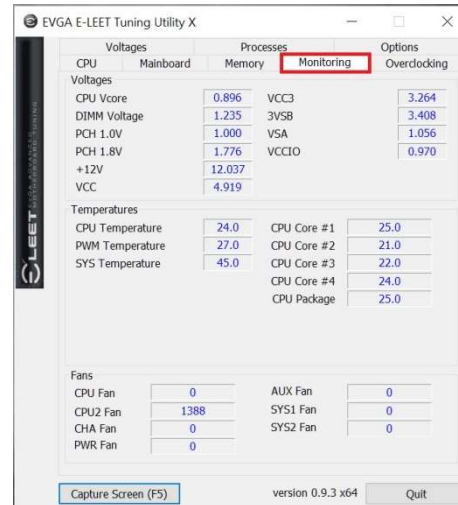 EVGA E-LEET Tuning Utility X
Voltages Processes Options
CPU Mainboard Memory Monitoring Overclocking
Voltages
CPU Vcore 0.896 VCC3 3.264
DIMM Voltage 1.235 3VSB 3.408
PCH 1.0V 1.000 VSA 1.056
PCH 1.8V 1.776 VCCIO 0.970
+12V 12.037
VCC 4.919
Temperatures
CPU Temperature 24.0 CPU Core #1 25.0
PWM Temperature 27.0 CPU Core #2 21.0
SYS Temperature 45.0 CPU Core #3 22.0
CPU Core #4 24.0
CPU Package 25.0
Fans
CPU Fan 0 AUX Fan 0
CPU2 Fan 1388 SYS1 Fan 0
CHA Fan 0 SYS2 Fan 0
PWR Fan 0
Capture Screen (F5) version 0.9.3 x64 Quit
ELEET EVGA ADVANCED
MOTHERBOARD TUNING